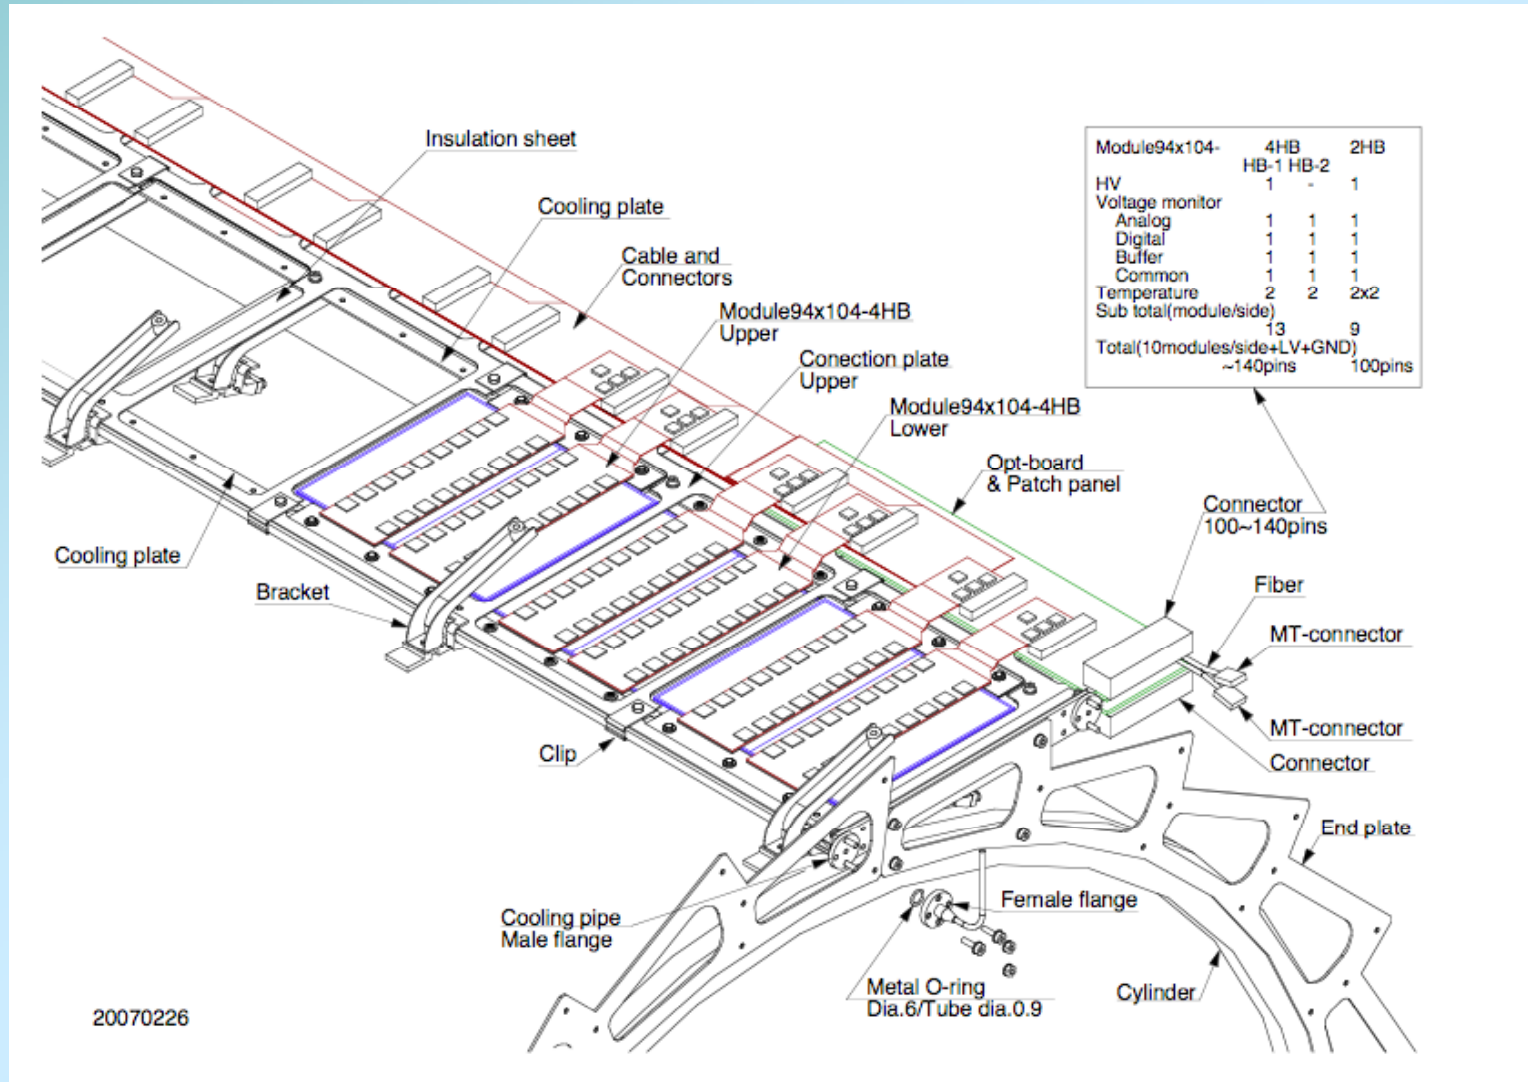 Insulation sheet
Cooling plate
Cable and
Connectors
Module94x104-4HB
Upper
Conection plate
Upper
Module94x104-4HB
Lower
Opt-board
& Patch panel
Module94x104- 4HB 2HB
HB-1 HB-2
HV 1 - 1
Voltage monitor
Analog 1 1 1
Digital 1 1 1
Buffer 1 1 1
Common 1 1 1
Temperature 2 2 2x2
Sub total(module/side)
13 9
Total(10modules/side+LV+GND)
~140pins 100pins
Connector
100~140pins
Fiber
MT-connector
MT-connector
Connector
Cooling plate
Bracket
Clip
End plate
Cooling pipe
Male flange
Female flange
Metal O-ring
Dia.6/Tube dia.0.9
Cylinder
20070226